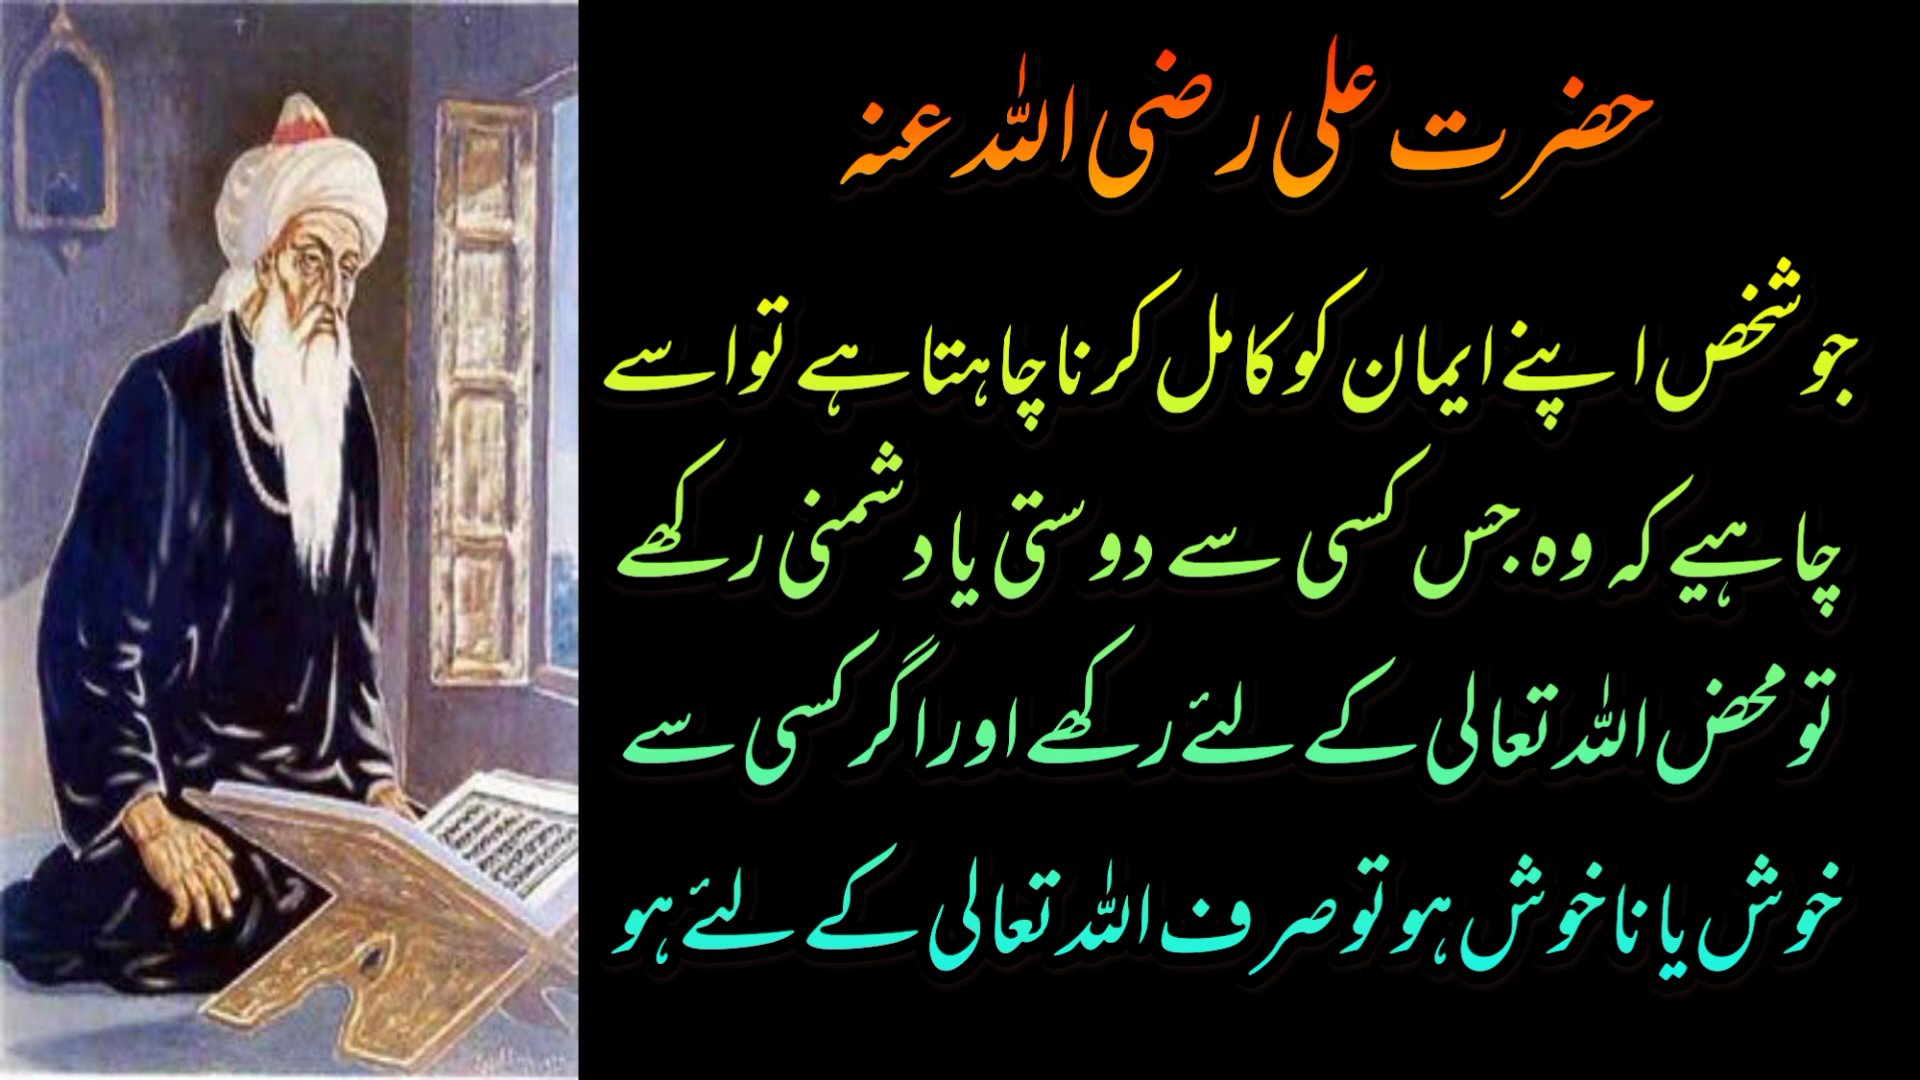 حضرت علی رضی اللہ عنہ
جو شخص اپنے ایمان کو کامل کرنا چاہتا ہے تو اسے
چاہیے کہ وہ جس کسی سے دوستی یا دشمنی رکھے
تو محض اللہ تعالی کے لئے رکھے اور اگر کسی سے
خوش یا ناخوش ہو تو صرف اللہ تعالی کے لئے ہو